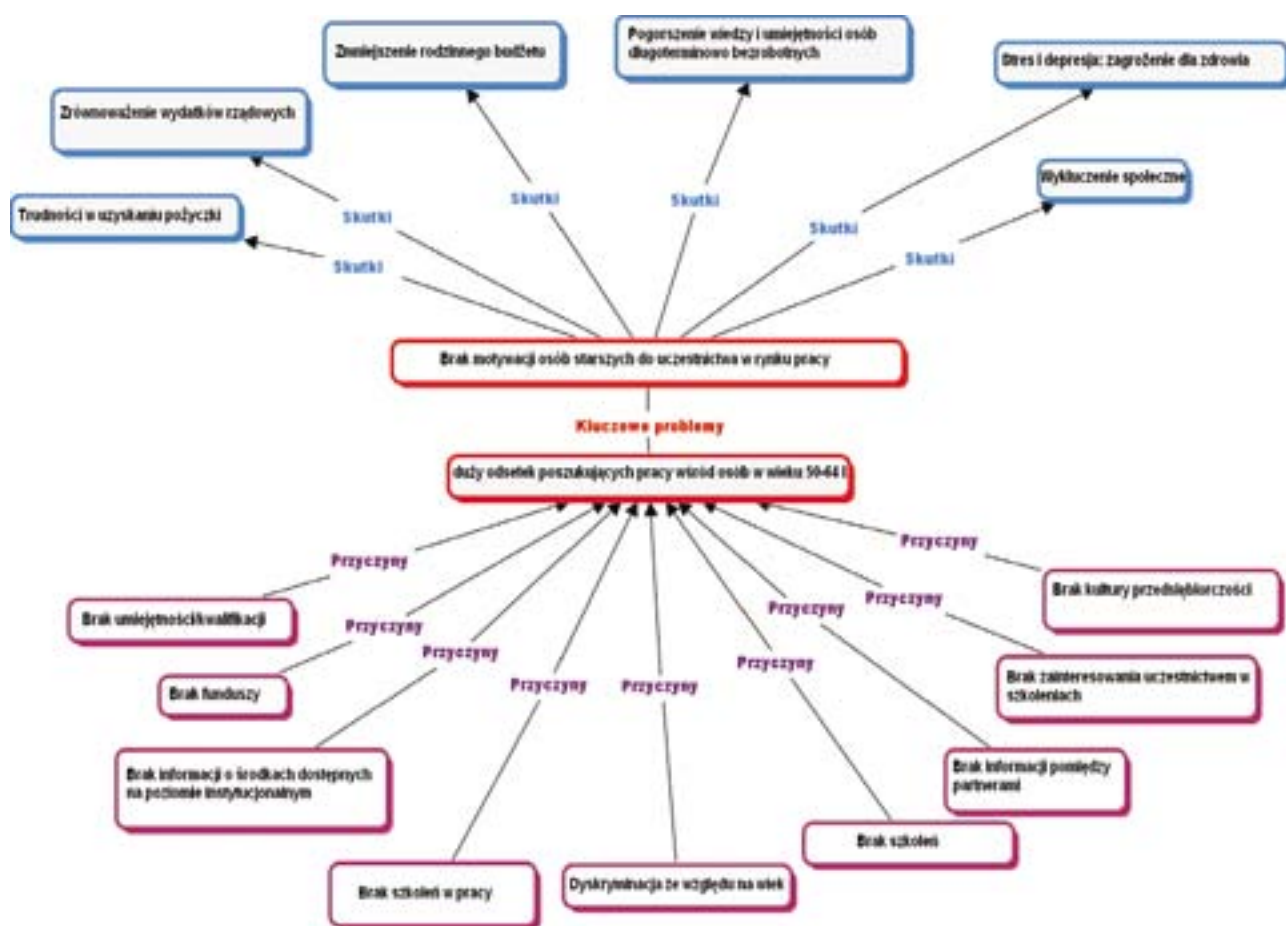 Zmniejszenie rodzinnego budżetu
Pogorszenie wiedzy i umiejętności osób
długoterminowo bezrobotnych
Stres i depresja: zagrożenie dla zdrowia
Zrównoważenie wydatków rządowych
Wykluczenie społeczne
Trudności w uzyskaniu pożyczki
Skutki
Skutki
Skutki
Skutki
Skutki
Skutki
Brak motywacji osób starszych do uczestnictwa w rynku pracy
Kluczowe problemy
duży odsetek poszukujących pracy wśród osób w wieku 50-64 l
Przyczyny
Przyczyny
Przyczyny
Przyczyny
Przyczyny
Przyczyny
Przyczyny
Przyczyny
Przyczyny
Brak umiejętności/kwalifikacji
Brak kultury przedsiębiorczości
Brak funduszy
Brak zainteresowania uczestnictwem w
szkoleniach
Brak informacji o środkach dostępnych
na poziomie instytucjonalnym
Brak informacji pomiędzy
partnerami
Brak szkoleń
Brak szkoleń w pracy
Dyskryminacja ze względu na wiek